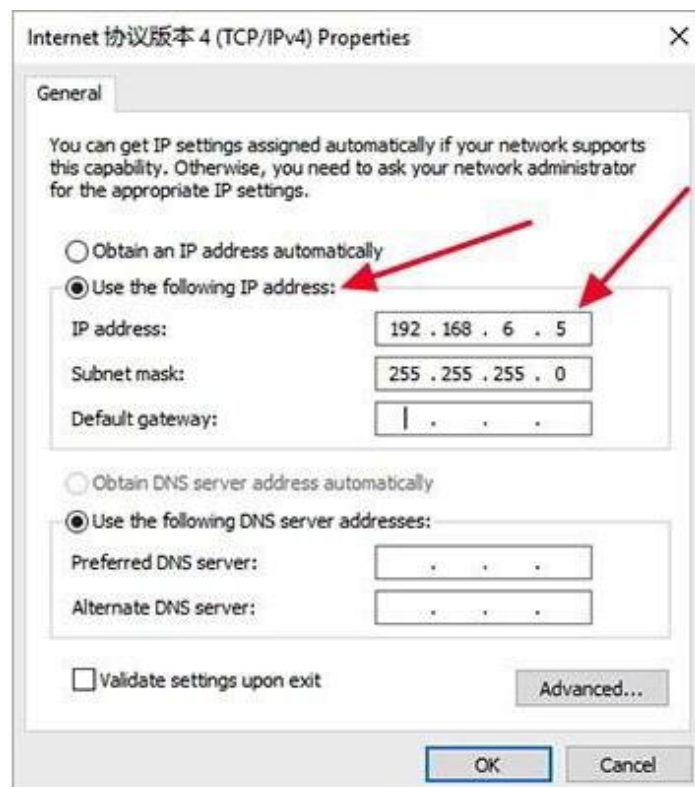 Internet 协议版本 4 (TCP/IPv4) Properties
General
You can get IP settings assigned automatically if your network supports
this capability. Otherwise, you need to ask your network administrator
for the appropriate IP settings.
Obtain an IP address automatically
Use the following IP address:
IP address: 192 . 168 . 6 . 5
Subnet mask: 255 . 255 . 255 . 0
Default gateway: . . .
Obtain DNS server address automatically
Use the following DNS server addresses:
Preferred DNS server: . . .
Alternate DNS server: . . .
Validate settings upon exit
Advanced...
OK Cancel